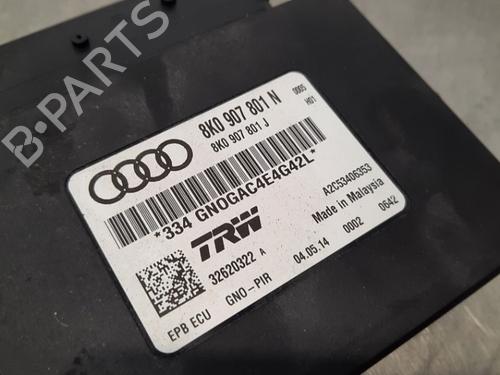 B-PARTS
8K0 907 801 N
8K0 907 801 J
0005
H01
*334 GNOGAC4E4G42L*
TRW
A2C53406353
Made in Malaysia
32620322 A
04.05.14 0002 0642
EPB ECU GNO-PIR